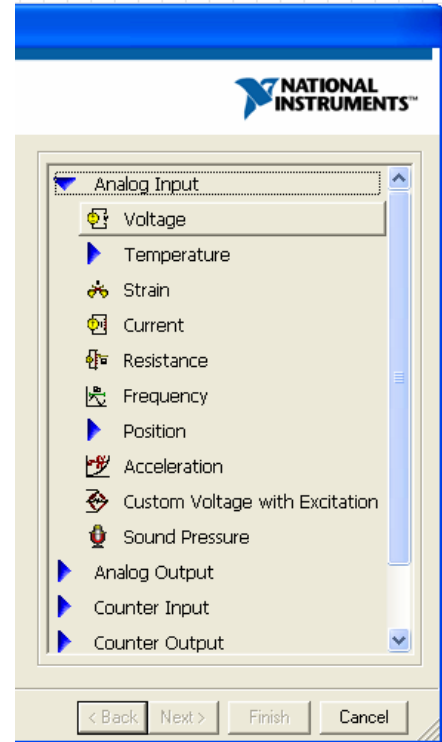 NATIONAL
INSTRUMENTS™
Analog Input
Voltage
Temperature
Strain
Current
Resistance
Frequency
Position
Acceleration
Custom Voltage with Excitation
Sound Pressure
Analog Output
Counter Input
Counter Output
< Back Next > Finish Cancel